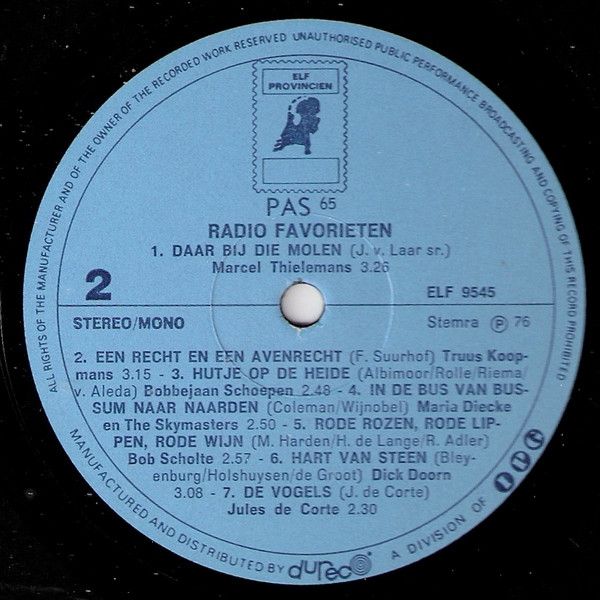 ALL RIGHTS OF THE MANUFACTURER AND OF THE OWNER OF THE RECORDED WORK RESERVED UNAUTHORISED PUBLIC PERFORMANCE BROADCASTING AND COPYING OF THIS RECORD PROHIBITED
ELF
PROVINCIEN
PAS 65
RADIO FAVORIETEN
1. DAAR BIJ DIE MOLEN (J. v. Laar sr.)
Marcel Thielemans 3.26
2
ELF 9545
STEREO/MONO
Stemra Ⓟ 76
2. EEN RECHT EN EEN AVENRECHT (F. Suurhof) Truus Koop-
mans 3.15 - 3. HUTJE OP DE HEIDE (Albimoor/Rolle/Riema/
v. Aleda) Bobbejaan Schoepen 2.48 - 4. IN DE BUS VAN BUS-
SUM NAAR NAARDEN (Coleman/Wijnobel) Maria Diecke
en The Skymasters 2.50 - 5. RODE ROZEN, RODE LIP-
PEN, RODE WIJN (M. Harden/H. de Lange/R. Adler)
Bob Scholte 2.57 - 6. HART VAN STEEN (Bley-
enburg/Holshuysen/de Groot) Dick Doorn
3.08 - 7. DE VOGELS (J. de Corte)
Jules de Corte 2.30
MANUFACTURED AND DISTRIBUTED BY dureco A DIVISION OF